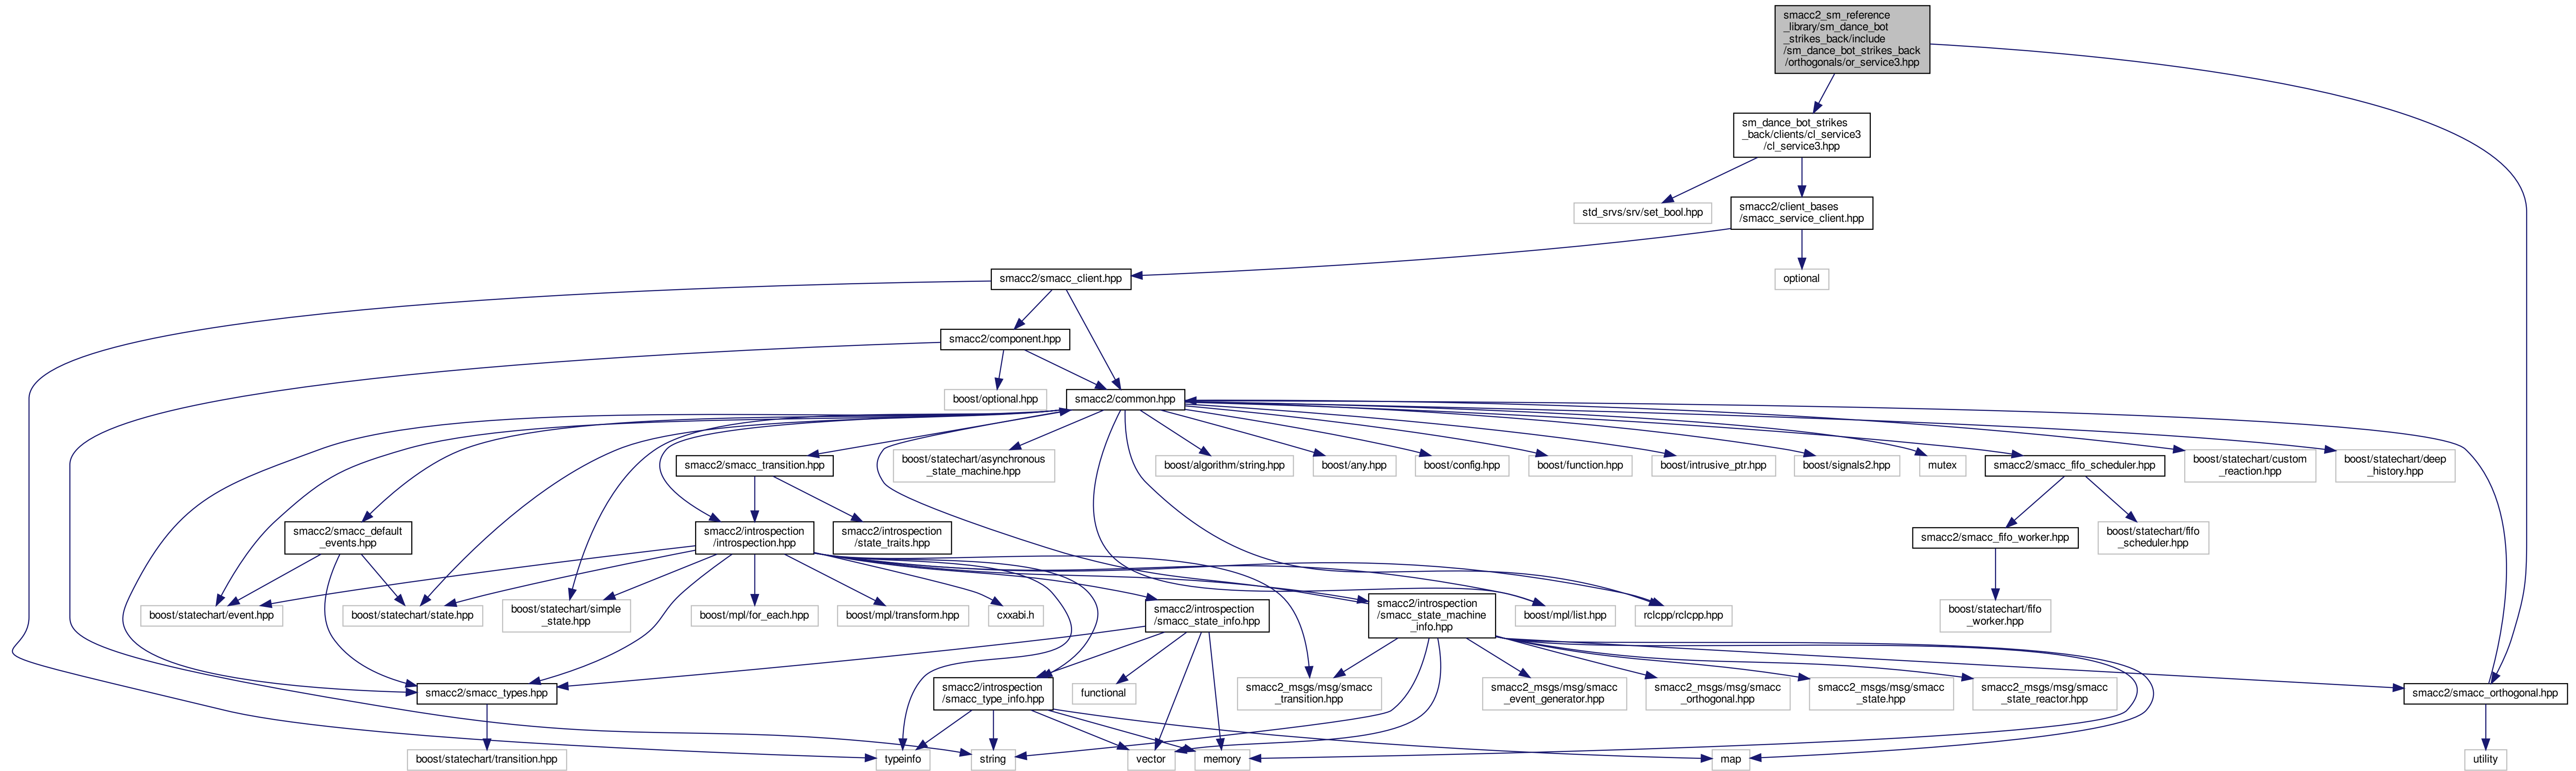 smacc2_sm_reference
_library/sm_dance_bot
_strikes_back/include
/sm_dance_bot_strikes_back
/orthogonals/or_service3.hpp
sm_dance_bot_strikes
_back/clients/cl_service3
/cl_service3.hpp
std_srvs/srv/set_bool.hpp
smacc2/client_bases
/smacc_service_client.hpp
smacc2/smacc_client.hpp
optional
smacc2/component.hpp
boost/optional.hpp
smacc2/common.hpp
smacc2/smacc_transition.hpp
boost/statechart/asynchronous
_state_machine.hpp
boost/algorithm/string.hpp
boost/any.hpp
boost/config.hpp
boost/function.hpp
boost/intrusive_ptr.hpp
boost/signals2.hpp
mutex
smacc2/smacc_fifo_scheduler.hpp
boost/statechart/custom
_reaction.hpp
boost/statechart/deep
_history.hpp
smacc2/smacc_default
_events.hpp
smacc2/introspection
/introspection.hpp
smacc2/introspection
/state_traits.hpp
smacc2/smacc_fifo_worker.hpp
boost/statechart/fifo
_scheduler.hpp
boost/statechart/event.hpp
boost/statechart/state.hpp
boost/statechart/simple
_state.hpp
boost/mpl/for_each.hpp
boost/mpl/transform.hpp
cxxabi.h
smacc2/introspection
/smacc_state_info.hpp
smacc2/introspection
/smacc_state_machine
_info.hpp
boost/mpl/list.hpp
rclcpp/rclcpp.hpp
boost/statechart/fifo
_worker.hpp
smacc2/smacc_types.hpp
smacc2/introspection
/smacc_type_info.hpp
functional
smacc2_msgs/msg/smacc
_transition.hpp
smacc2_msgs/msg/smacc
_event_generator.hpp
smacc2_msgs/msg/smacc
_orthogonal.hpp
smacc2_msgs/msg/smacc
_state.hpp
smacc2_msgs/msg/smacc
_state_reactor.hpp
smacc2/smacc_orthogonal.hpp
boost/statechart/transition.hpp
typeinfo
string
vector
memory
map
utility